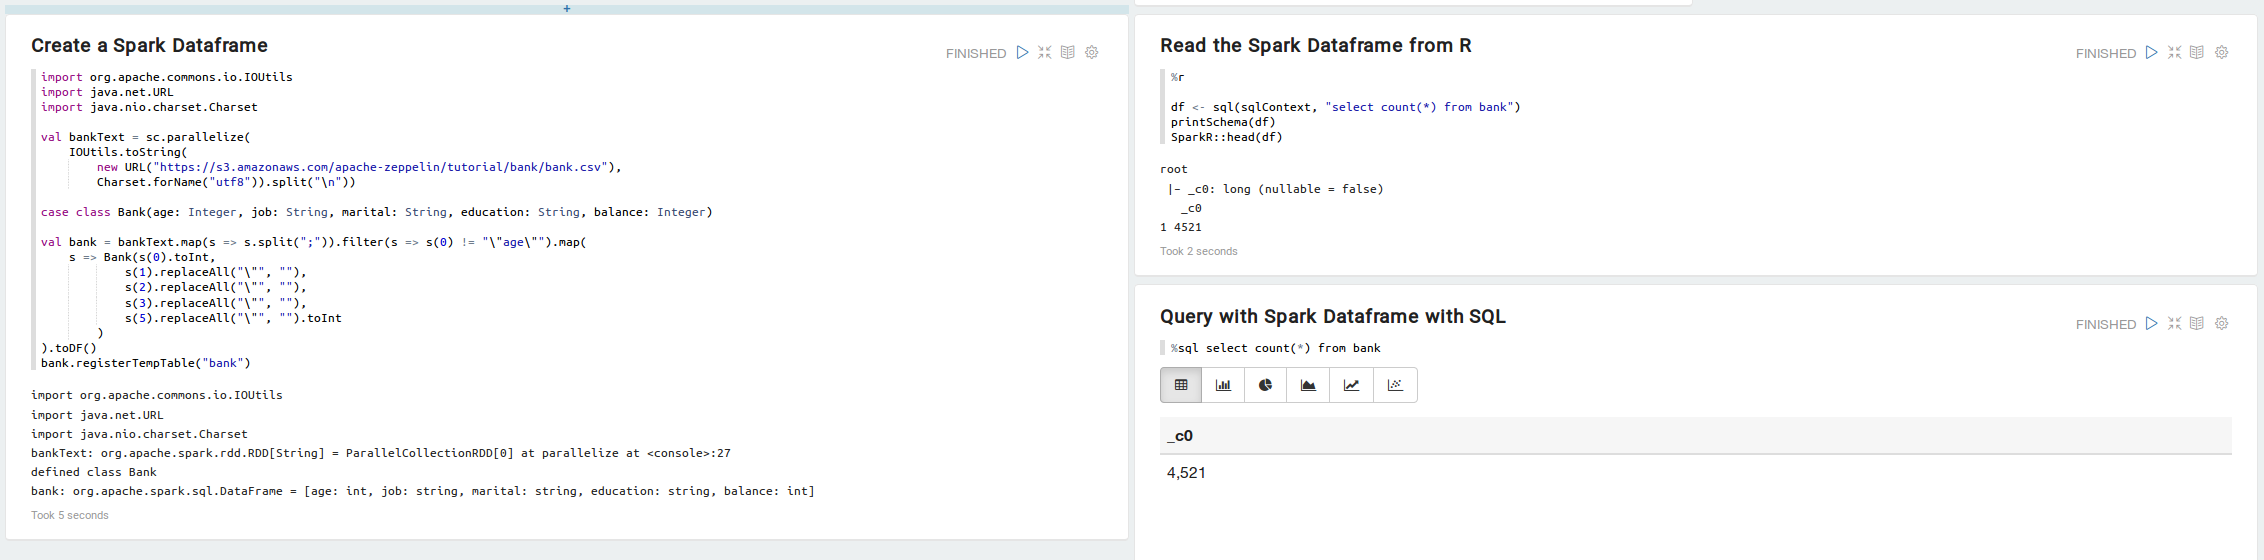 +
Create a Spark Dataframe
FINISHED
import org.apache.commons.io.IOUtils
import java.net.URL
import java.nio.charset.Charset
val bankText = sc.parallelize(
    IOUtils.toString(
        new URL("https://s3.amazonaws.com/apache-zeppelin/tutorial/bank/bank.csv"),
        Charset.forName("utf8")).split("\n"))
case class Bank(age: Integer, job: String, marital: String, education: String, balance: Integer)
val bank = bankText.map(s => s.split(";")).filter(s => s(0) != "\"age\"").map(
    s => Bank(s(0).toInt,
            s(1).replaceAll("\"", ""),
            s(2).replaceAll("\"", ""),
            s(3).replaceAll("\"", ""),
            s(5).replaceAll("\"", "").toInt
        )
).toDF()
bank.registerTempTable("bank")
import org.apache.commons.io.IOUtils
import java.net.URL
import java.nio.charset.Charset
bankText: org.apache.spark.rdd.RDD[String] = ParallelCollectionRDD[0] at parallelize at <console>:27
defined class Bank
bank: org.apache.spark.sql.DataFrame = [age: int, job: string, marital: string, education: string, balance: int]
Took 5 seconds
Read the Spark Dataframe from R
FINISHED
%r
df <- sql(sqlContext, "select count(*) from bank")
printSchema(df)
SparkR::head(df)
root
 |- _c0: long (nullable = false)
   _c0
1 4521
Took 2 seconds
Query with Spark Dataframe with SQL
FINISHED
%sql select count(*) from bank
_c0
4,521